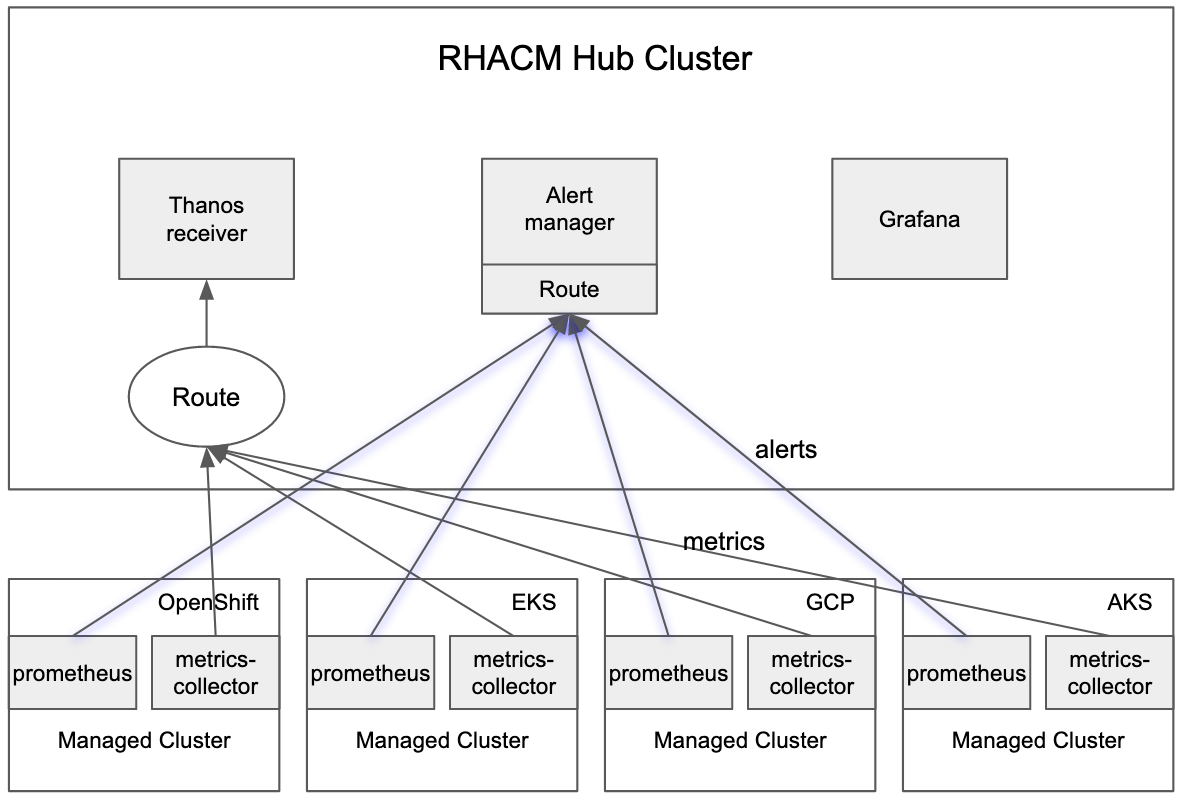 RHACM Hub Cluster
Thanos
receiver
Alert
manager
Route
Grafana
Route
alerts
metrics
OpenShift
prometheus
metrics-
collector
Managed Cluster
EKS
prometheus
metrics-
collector
Managed Cluster
GCP
prometheus
metrics-
collector
Managed Cluster
AKS
prometheus
metrics-
collector
Managed Cluster